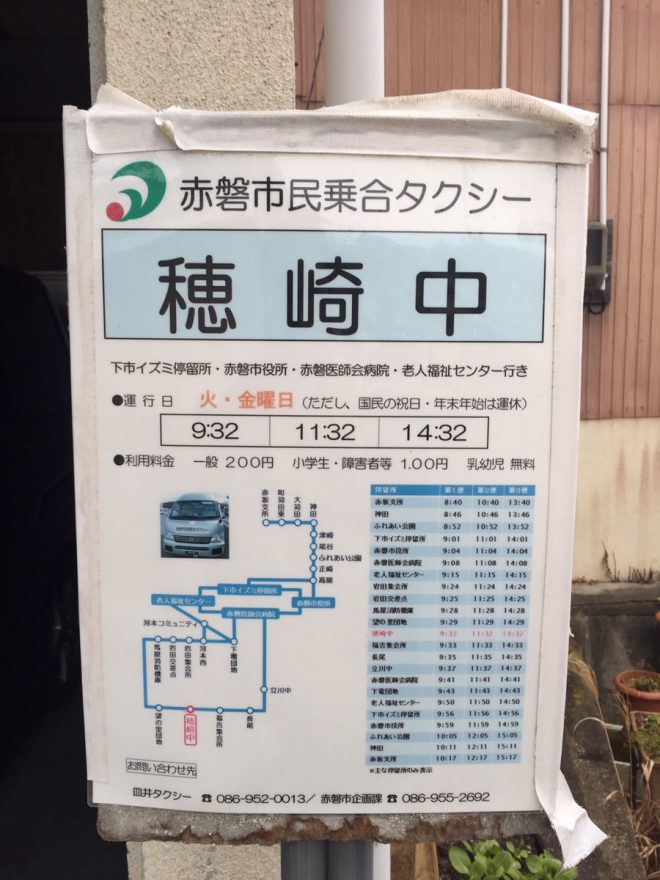 赤磐市民乗合タクシー
穂崎中
下市イズミ停留所・赤磐市役所・赤磐医師会病院・老人福祉センター行き
●運行日 火・金曜日(ただし、国民の祝日・年末年始は運休)
9:32 11:32 14:32
●利用料金 一般 200円 小学生・障害者等 100円 乳幼児 無料
赤坂支所
町苅田東
大苅田
神田
津崎
尾谷
ふれあい公園
正崎
高屋
下市イズミ停留所
老人福祉センター
赤磐市役所
赤磐医師会病院
河本コミュニティ
馬屋消防機庫
岩田交差点
岩田集会所
河本西
下電団地
立川中
望の里団地
穂崎中
福吉集会所
長尾
停留所 第1便 第2便 第3便
赤坂支所 8:40 10:40 13:40
神田 8:46 10:46 13:46
ふれあい公園 8:52 10:52 13:52
下市イズミ停留所 9:01 11:01 14:01
赤磐市役所 9:04 11:04 14:04
赤磐医師会病院 9:08 11:08 14:08
老人福祉センター 9:15 11:15 14:15
岩田集会所 9:24 11:24 14:24
岩田交差点 9:25 11:25 14:25
馬屋消防機庫 9:28 11:28 14:28
望の里団地 9:29 11:29 14:29
穂崎中 9:32 11:32 14:32
福吉集会所 9:33 11:33 14:33
長尾 9:35 11:35 14:35
立川中 9:37 11:37 14:37
赤磐医師会病院 9:41 11:41 14:41
下電団地 9:43 11:43 14:43
老人福祉センター 9:50 11:50 14:50
下市イズミ停留所 9:56 11:56 14:56
赤磐市役所 9:59 11:59 14:59
ふれあい公園 10:05 12:05 15:05
神田 10:11 12:11 15:11
赤坂支所 10:17 12:17 15:17
※主な停留所のみ表示
お問い合わせ先
皿井タクシー ☎ 086-952-0013/ 赤磐市企画課 ☎ 086-955-2692